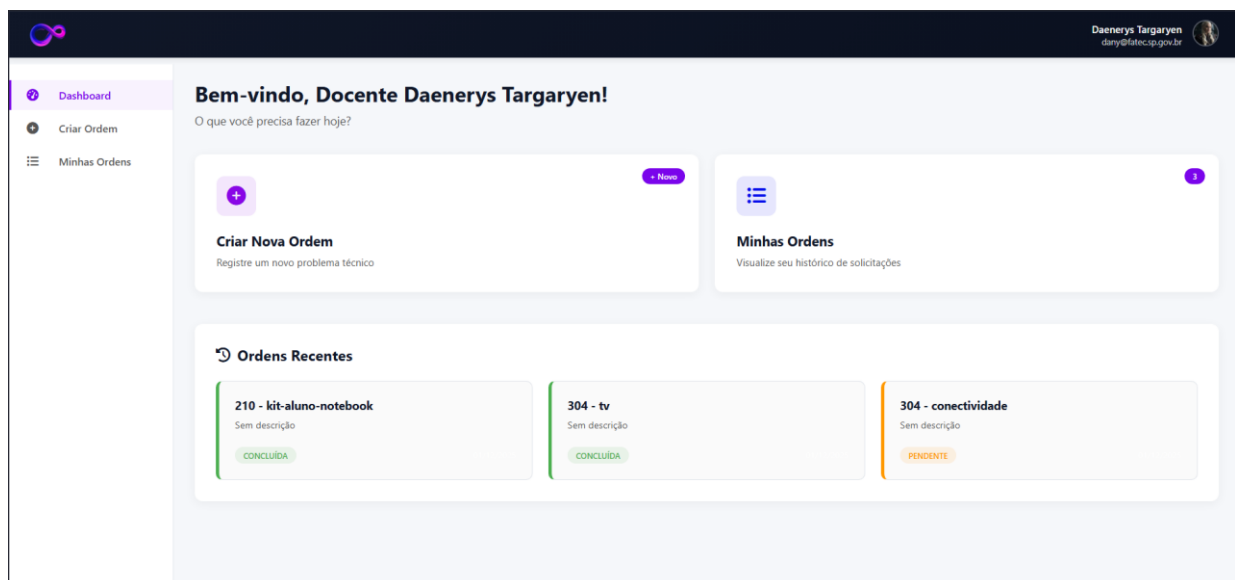 Daenerys Targaryen
dany@fatec.sp.gov.br
Dashboard
Criar Ordem
Minhas Ordens
Bem-vindo, Docente Daenerys Targaryen!
O que você precisa fazer hoje?
+ Novo
Criar Nova Ordem
Registre um novo problema técnico
3
Minhas Ordens
Visualize seu histórico de solicitações
Ordens Recentes
210 - kit-aluno-notebook
Sem descrição
CONCLUÍDA
304 - tv
Sem descrição
CONCLUÍDA
304 - conectividade
Sem descrição
PENDENTE